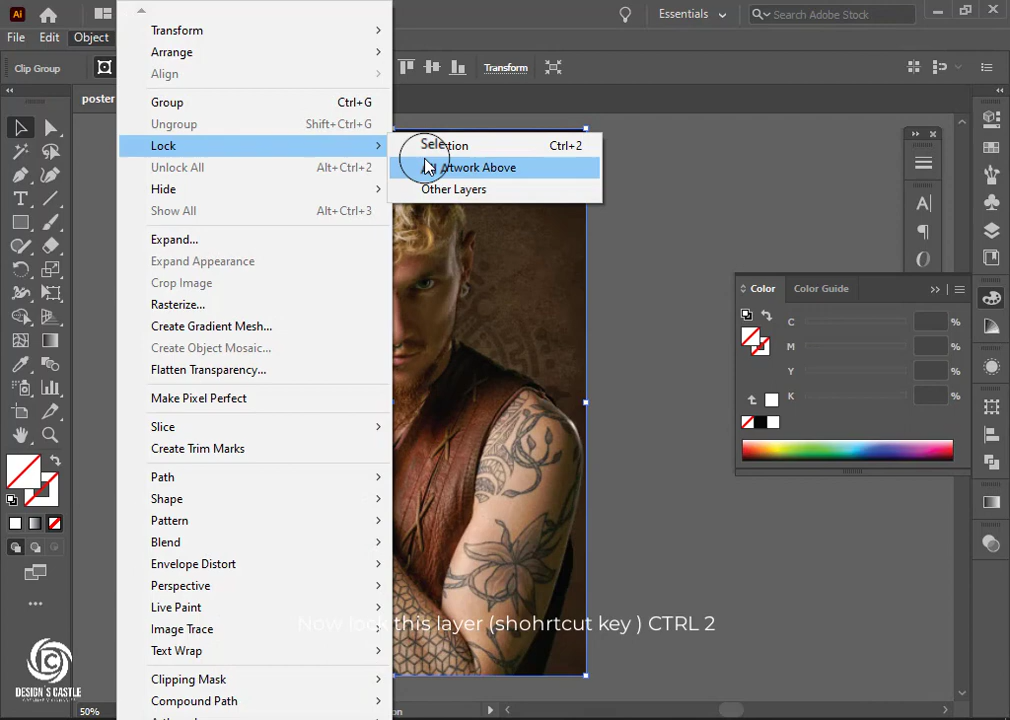 Ai
Essentials
Search Adobe Stock
File
Edit
Object
Clip Group
Transform
poster
Transform
Arrange
Align
Group Ctrl+G
Ungroup Shift+Ctrl+G
Lock
Selection Ctrl+2
Artwork Above
Other Layers
Unlock All Alt+Ctrl+2
Hide
Show All Alt+Ctrl+3
Expand...
Expand Appearance
Crop Image
Rasterize...
Create Gradient Mesh...
Create Object Mosaic...
Flatten Transparency...
Make Pixel Perfect
Slice
Create Trim Marks
Path
Shape
Pattern
Blend
Envelope Distort
Perspective
Live Paint
Image Trace
Text Wrap
Clipping Mask
Compound Path
Color
Color Guide
C %
M %
Y %
K %
Now lock this layer (shohrtcut key ) CTRL 2
DESIGN'S CASTLE
50%